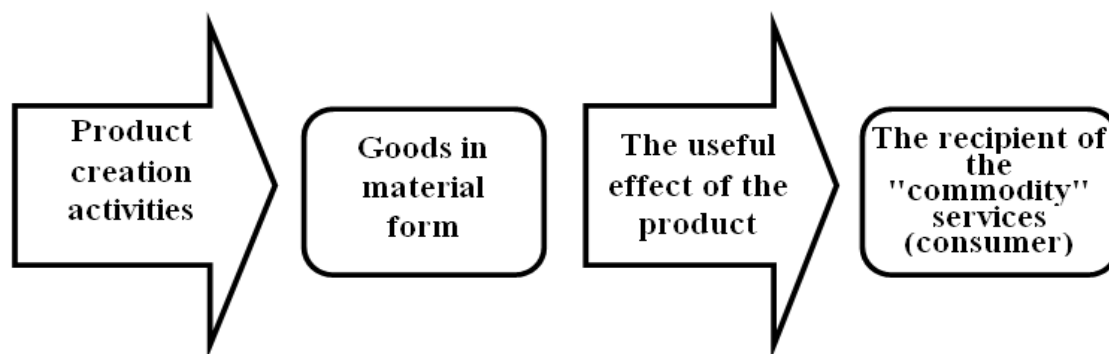 Product
creation
activities
Goods in
material
form
The useful
effect of the
product
The recipient of
the
"commodity"
services
(consumer)